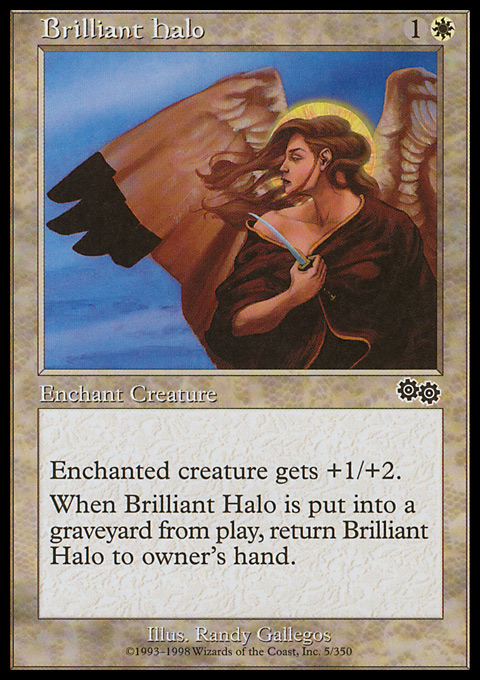 Brilliant Halo 1
Enchant Creature
Enchanted creature gets +1/+2.
When Brilliant Halo is put into a
graveyard from play, return Brilliant
Halo to owner's hand.
Illus. Randy Gallegos
©1993–1998 Wizards of the Coast, Inc. 5/350